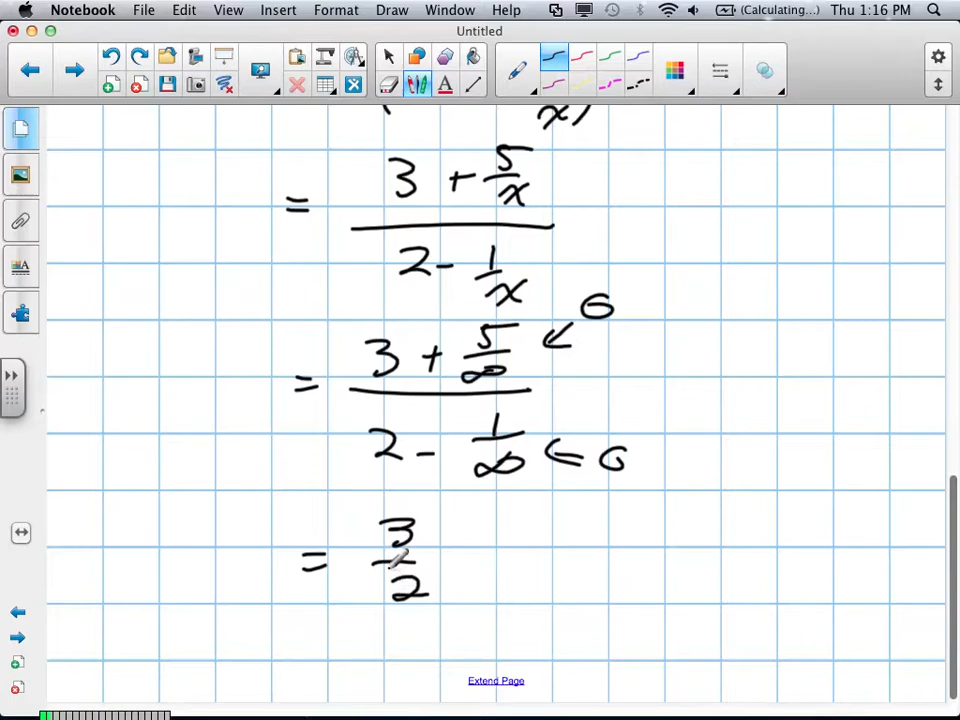 Notebook File Edit View Insert Format Draw Window Help (Calculating...) Thu 1:16 PM
Untitled
x)
= 3 + 5/x
2 - 1/x
= 3 + 5/∞ ↙ 0
2 - 1/∞ ⇐ 0
= 3/2
Extend Page